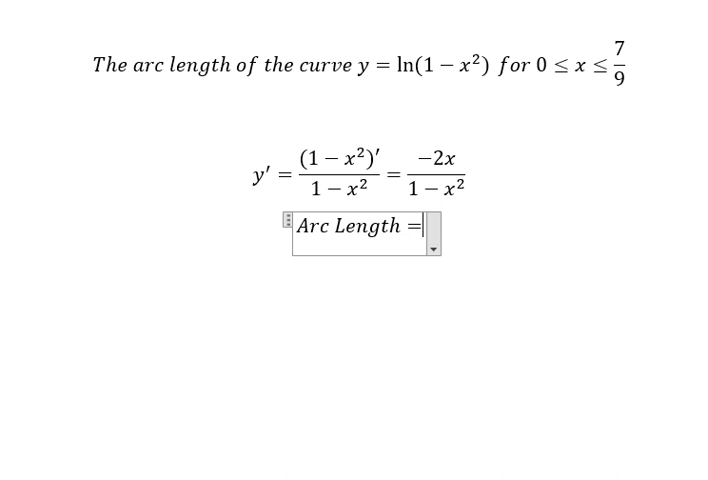 The arc length of the curve y = ln(1 − x²) for 0 ≤ x ≤ 7/9
y′ = (1 − x²)′/(1 − x²) = −2x/(1 − x²)
Arc Length =